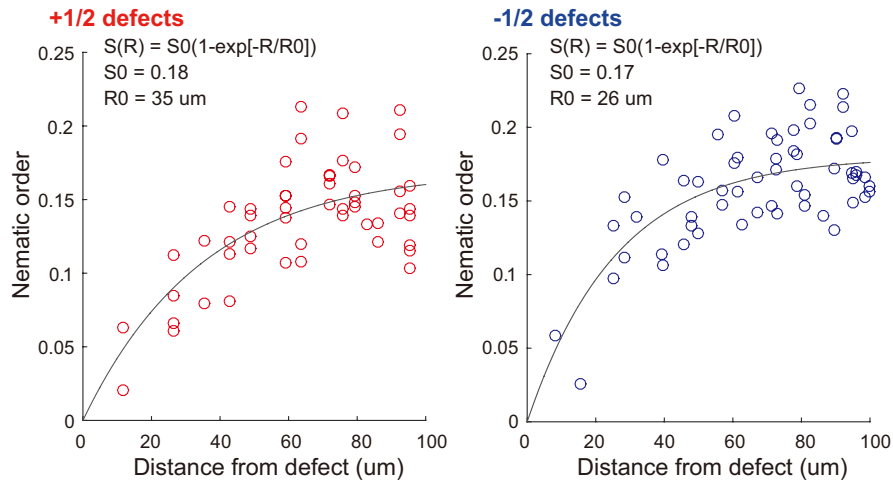 +1/2 defects
S(R) = S0(1-exp[-R/R0])
S0 = 0.18
R0 = 35 um
0.25
0.2
0.15
0.1
0.05
0
Nematic order
0 20 40 60 80 100
Distance from defect (um)
-1/2 defects
S(R) = S0(1-exp[-R/R0])
S0 = 0.17
R0 = 26 um
0.25
0.2
0.15
0.1
0.05
0
Nematic order
0 20 40 60 80 100
Distance from defect (um)